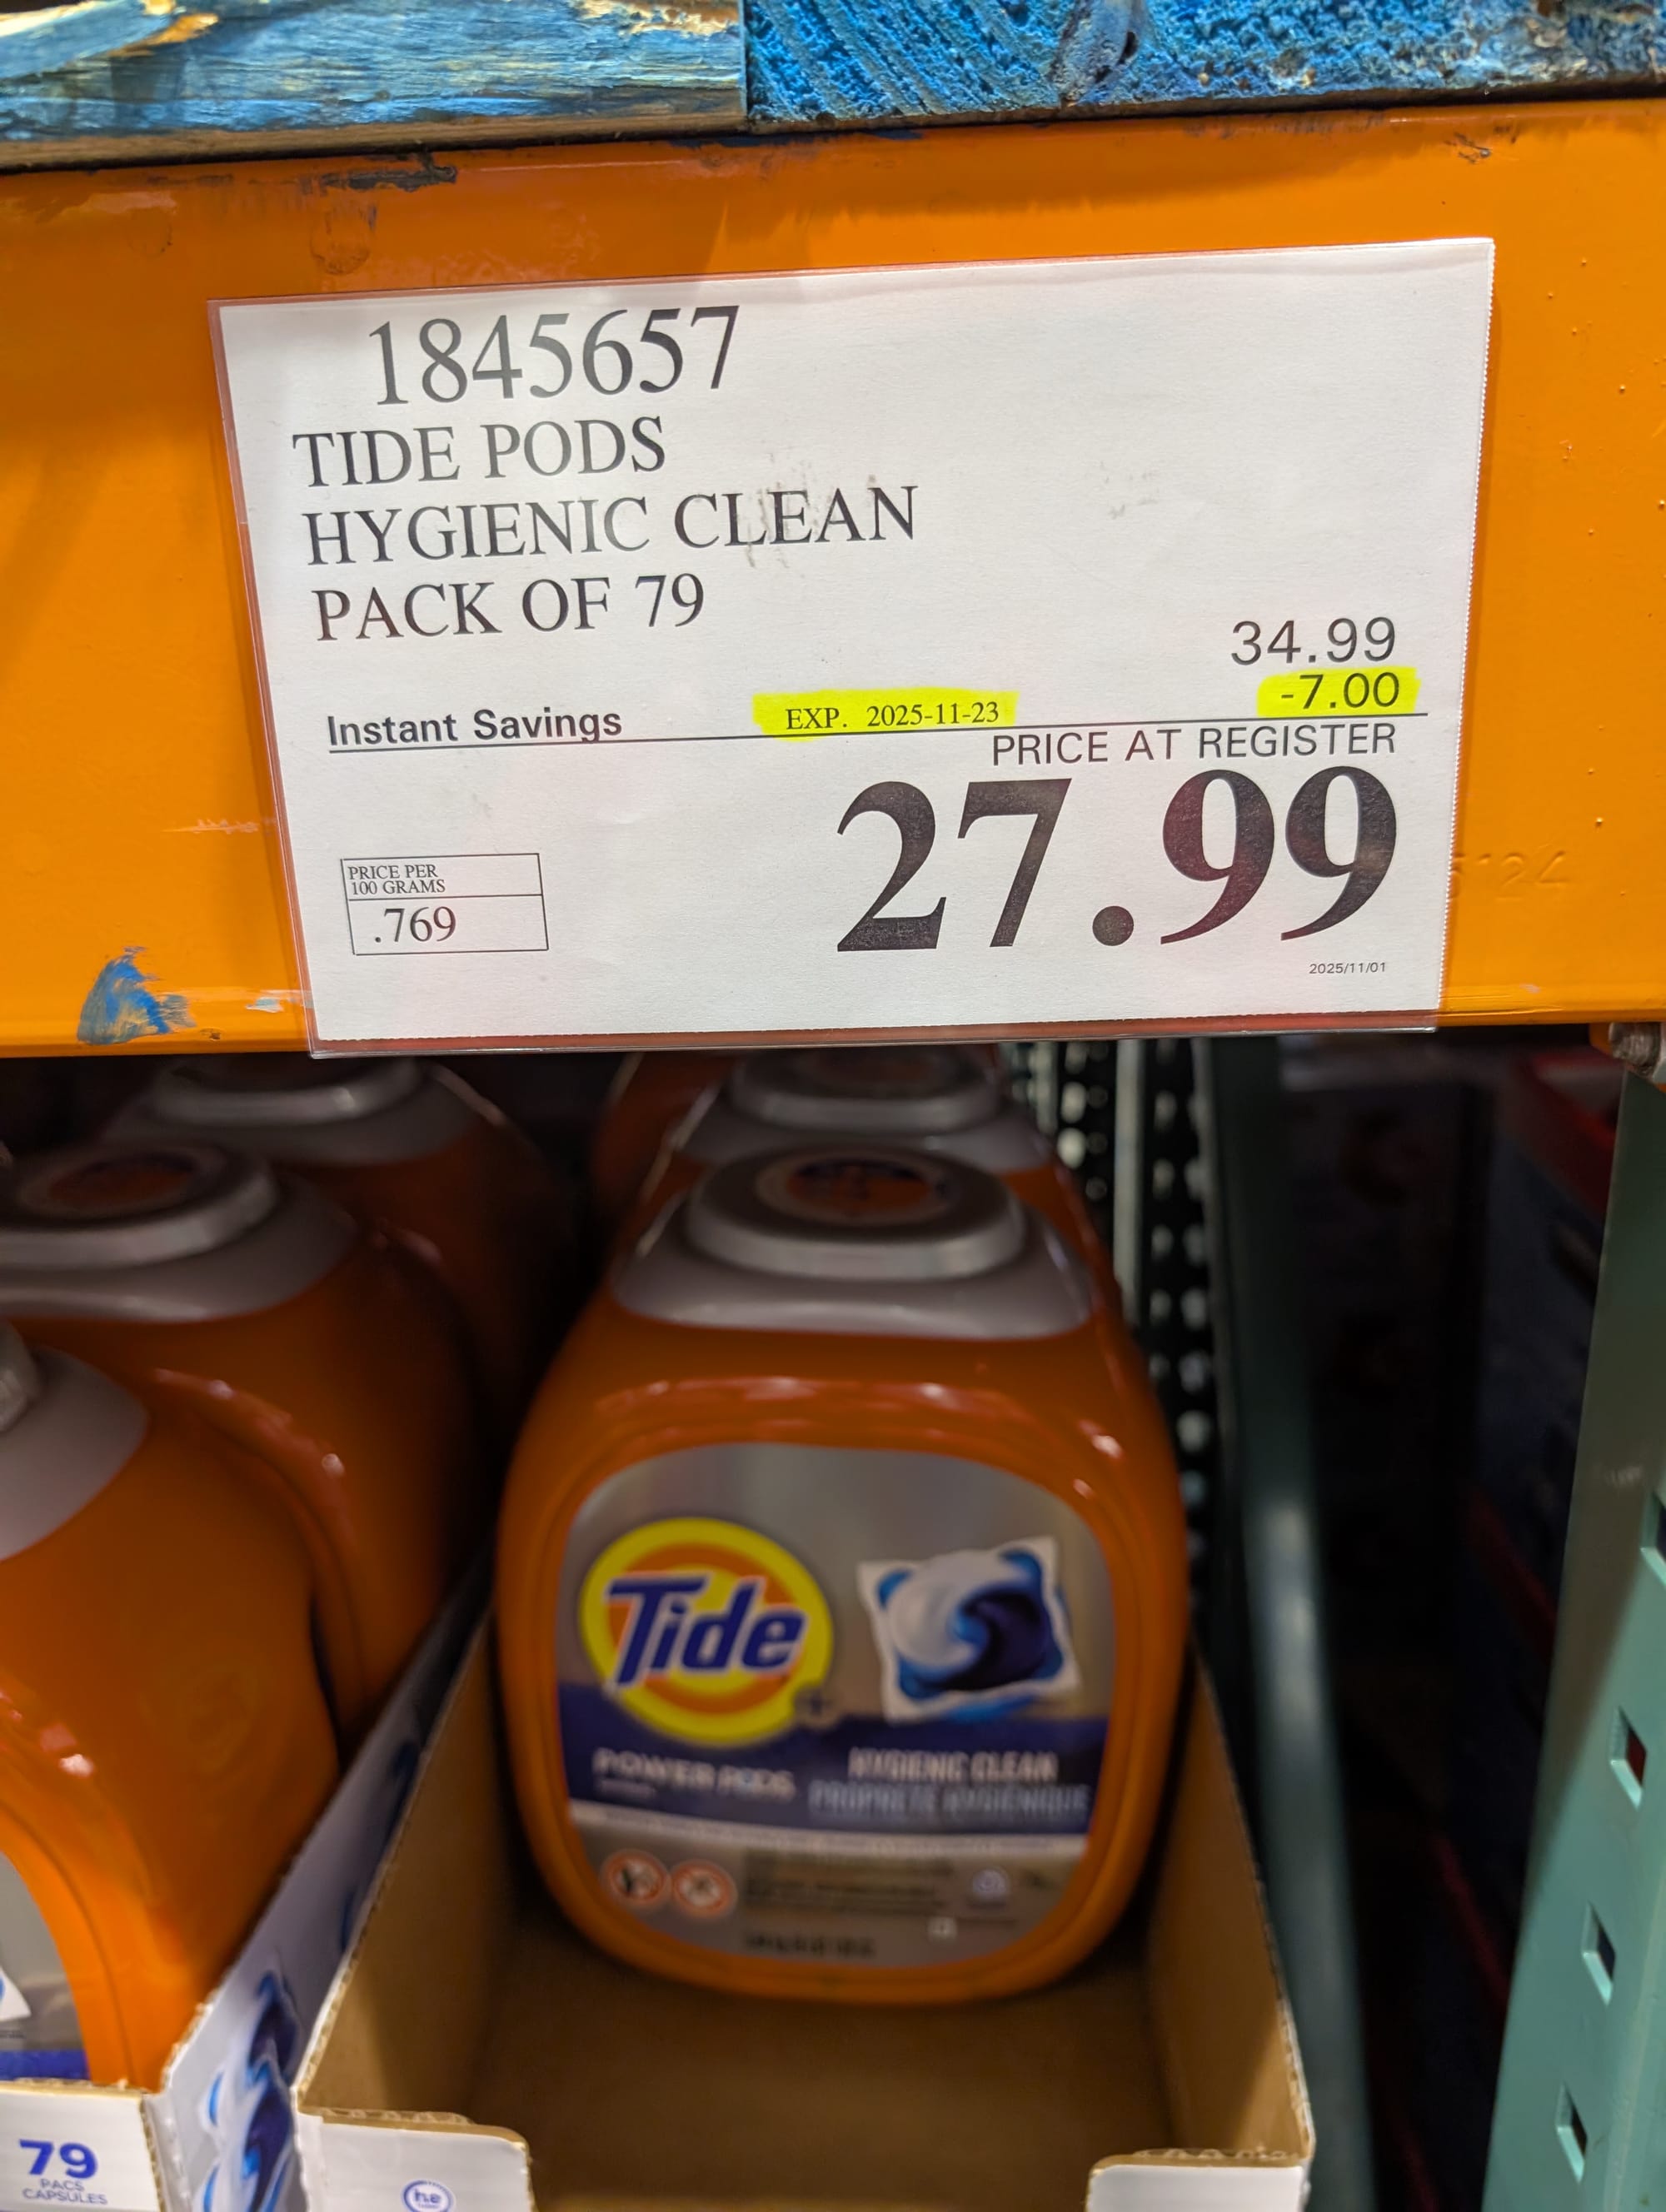 1845657
TIDE PODS
HYGIENIC CLEAN
PACK OF 79
34.99
Instant Savings EXP. 2025-11-23 -7.00
PRICE AT REGISTER
27.99
PRICE PER
100 GRAMS
.769
2025/11/01
5124
Tide
POWER PODS
HYGIENIC CLEAN
PROPRETÉ HYGIÉNIQUE
79
PACS
CAPSULES
he